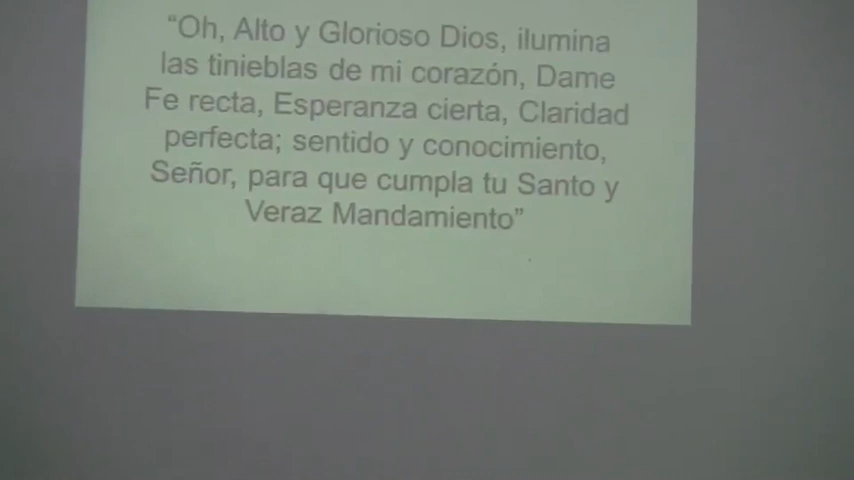 “Oh, Alto y Glorioso Dios, ilumina
las tinieblas de mi corazón, Dame
Fe recta, Esperanza cierta, Claridad
perfecta; sentido y conocimiento,
Señor, para que cumpla tu Santo y
Veraz Mandamiento”